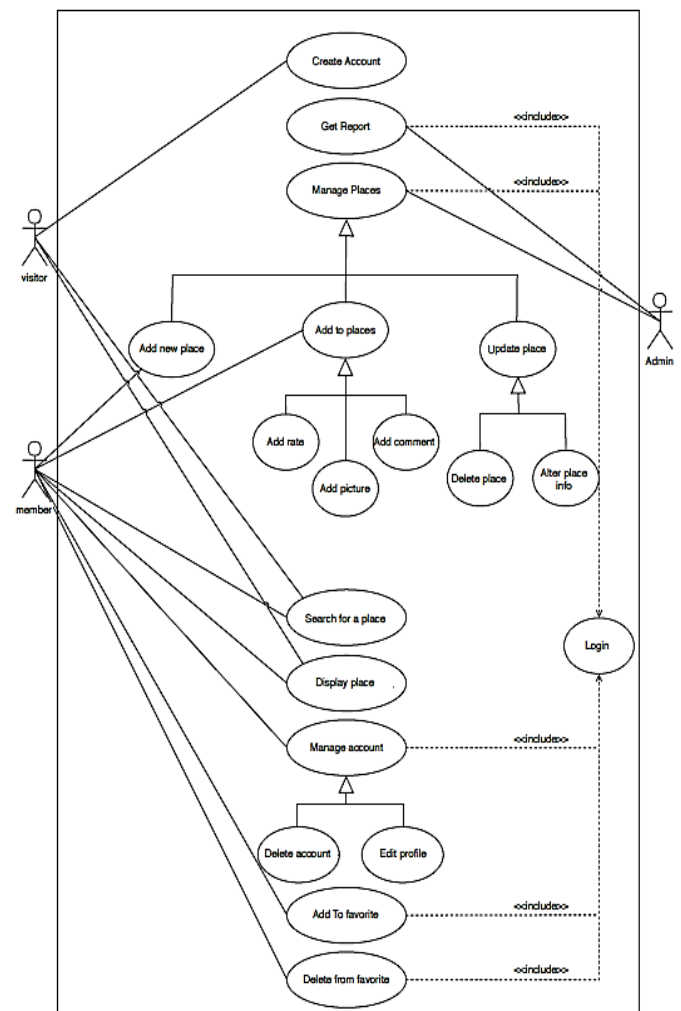 Create Account
<<include>>
Get Report
<<include>>
Manage Places
visitor
Add new place
Add to places
Update place
Admin
Add rate
Add comment
Add picture
Delete place
Alter place
info
member
Search for a place
Login
Display place
<<include>>
Manage account
Delete account
Edit profile
<<include>>
Add To favorite
<<include>>
Delete from favorite